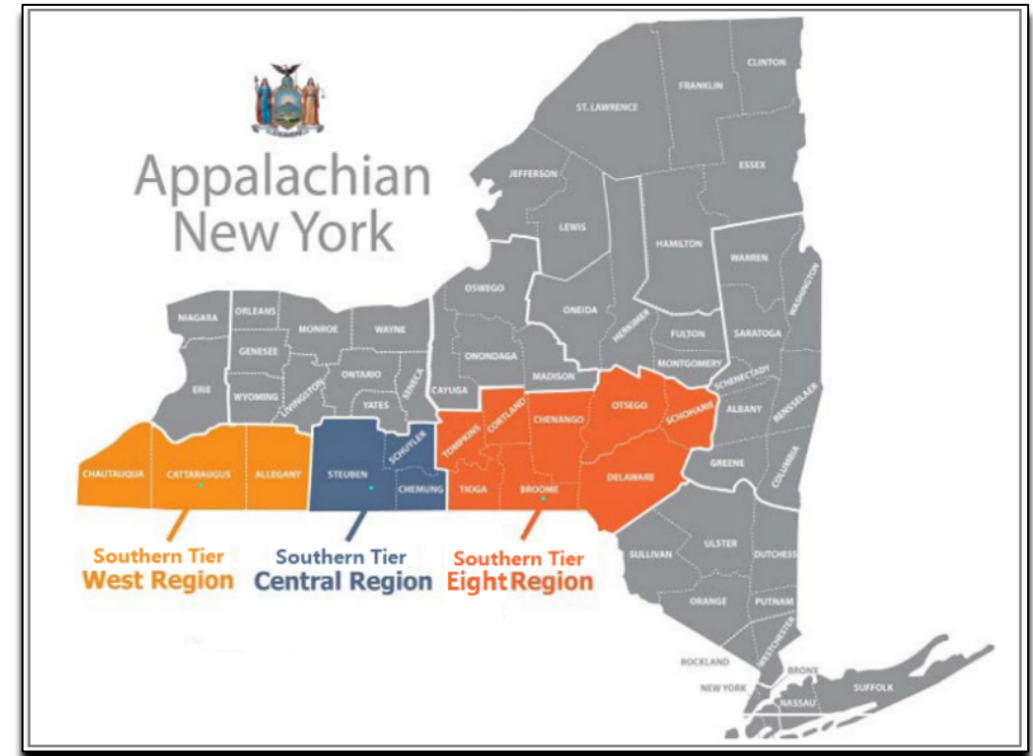 Appalachian
New York
CLINTON
FRANKLIN
ST. LAWRENCE
ESSEX
JEFFERSON
LEWIS
HAMILTON
WARREN
WASHINGTON
OSWEGO
ONEIDA
HERKIMER
NIAGARA
ORLEANS
MONROE
WAYNE
FULTON
SARATOGA
GENESEE
ONONDAGA
MONTGOMERY
ERIE
WYOMING
LIVINGSTON
ONTARIO
YATES
SENECA
CAYUGA
MADISON
SCHENECTADY
RENSSELAER
ALBANY
CHAUTAUQUA
CATTARAUGUS
ALLEGANY
STEUBEN
SCHUYLER
CHEMUNG
TOMPKINS
CORTLAND
CHENANGO
OTSEGO
SCHOHARIE
TIOGA
BROOME
DELAWARE
GREENE
COLUMBIA
Southern Tier
West Region
Southern Tier
Central Region
Southern Tier
Eight Region
ULSTER
SULLIVAN
DUTCHESS
ORANGE
PUTNAM
WESTCHESTER
ROCKLAND
BRONX
NEW YORK
NASSAU
SUFFOLK